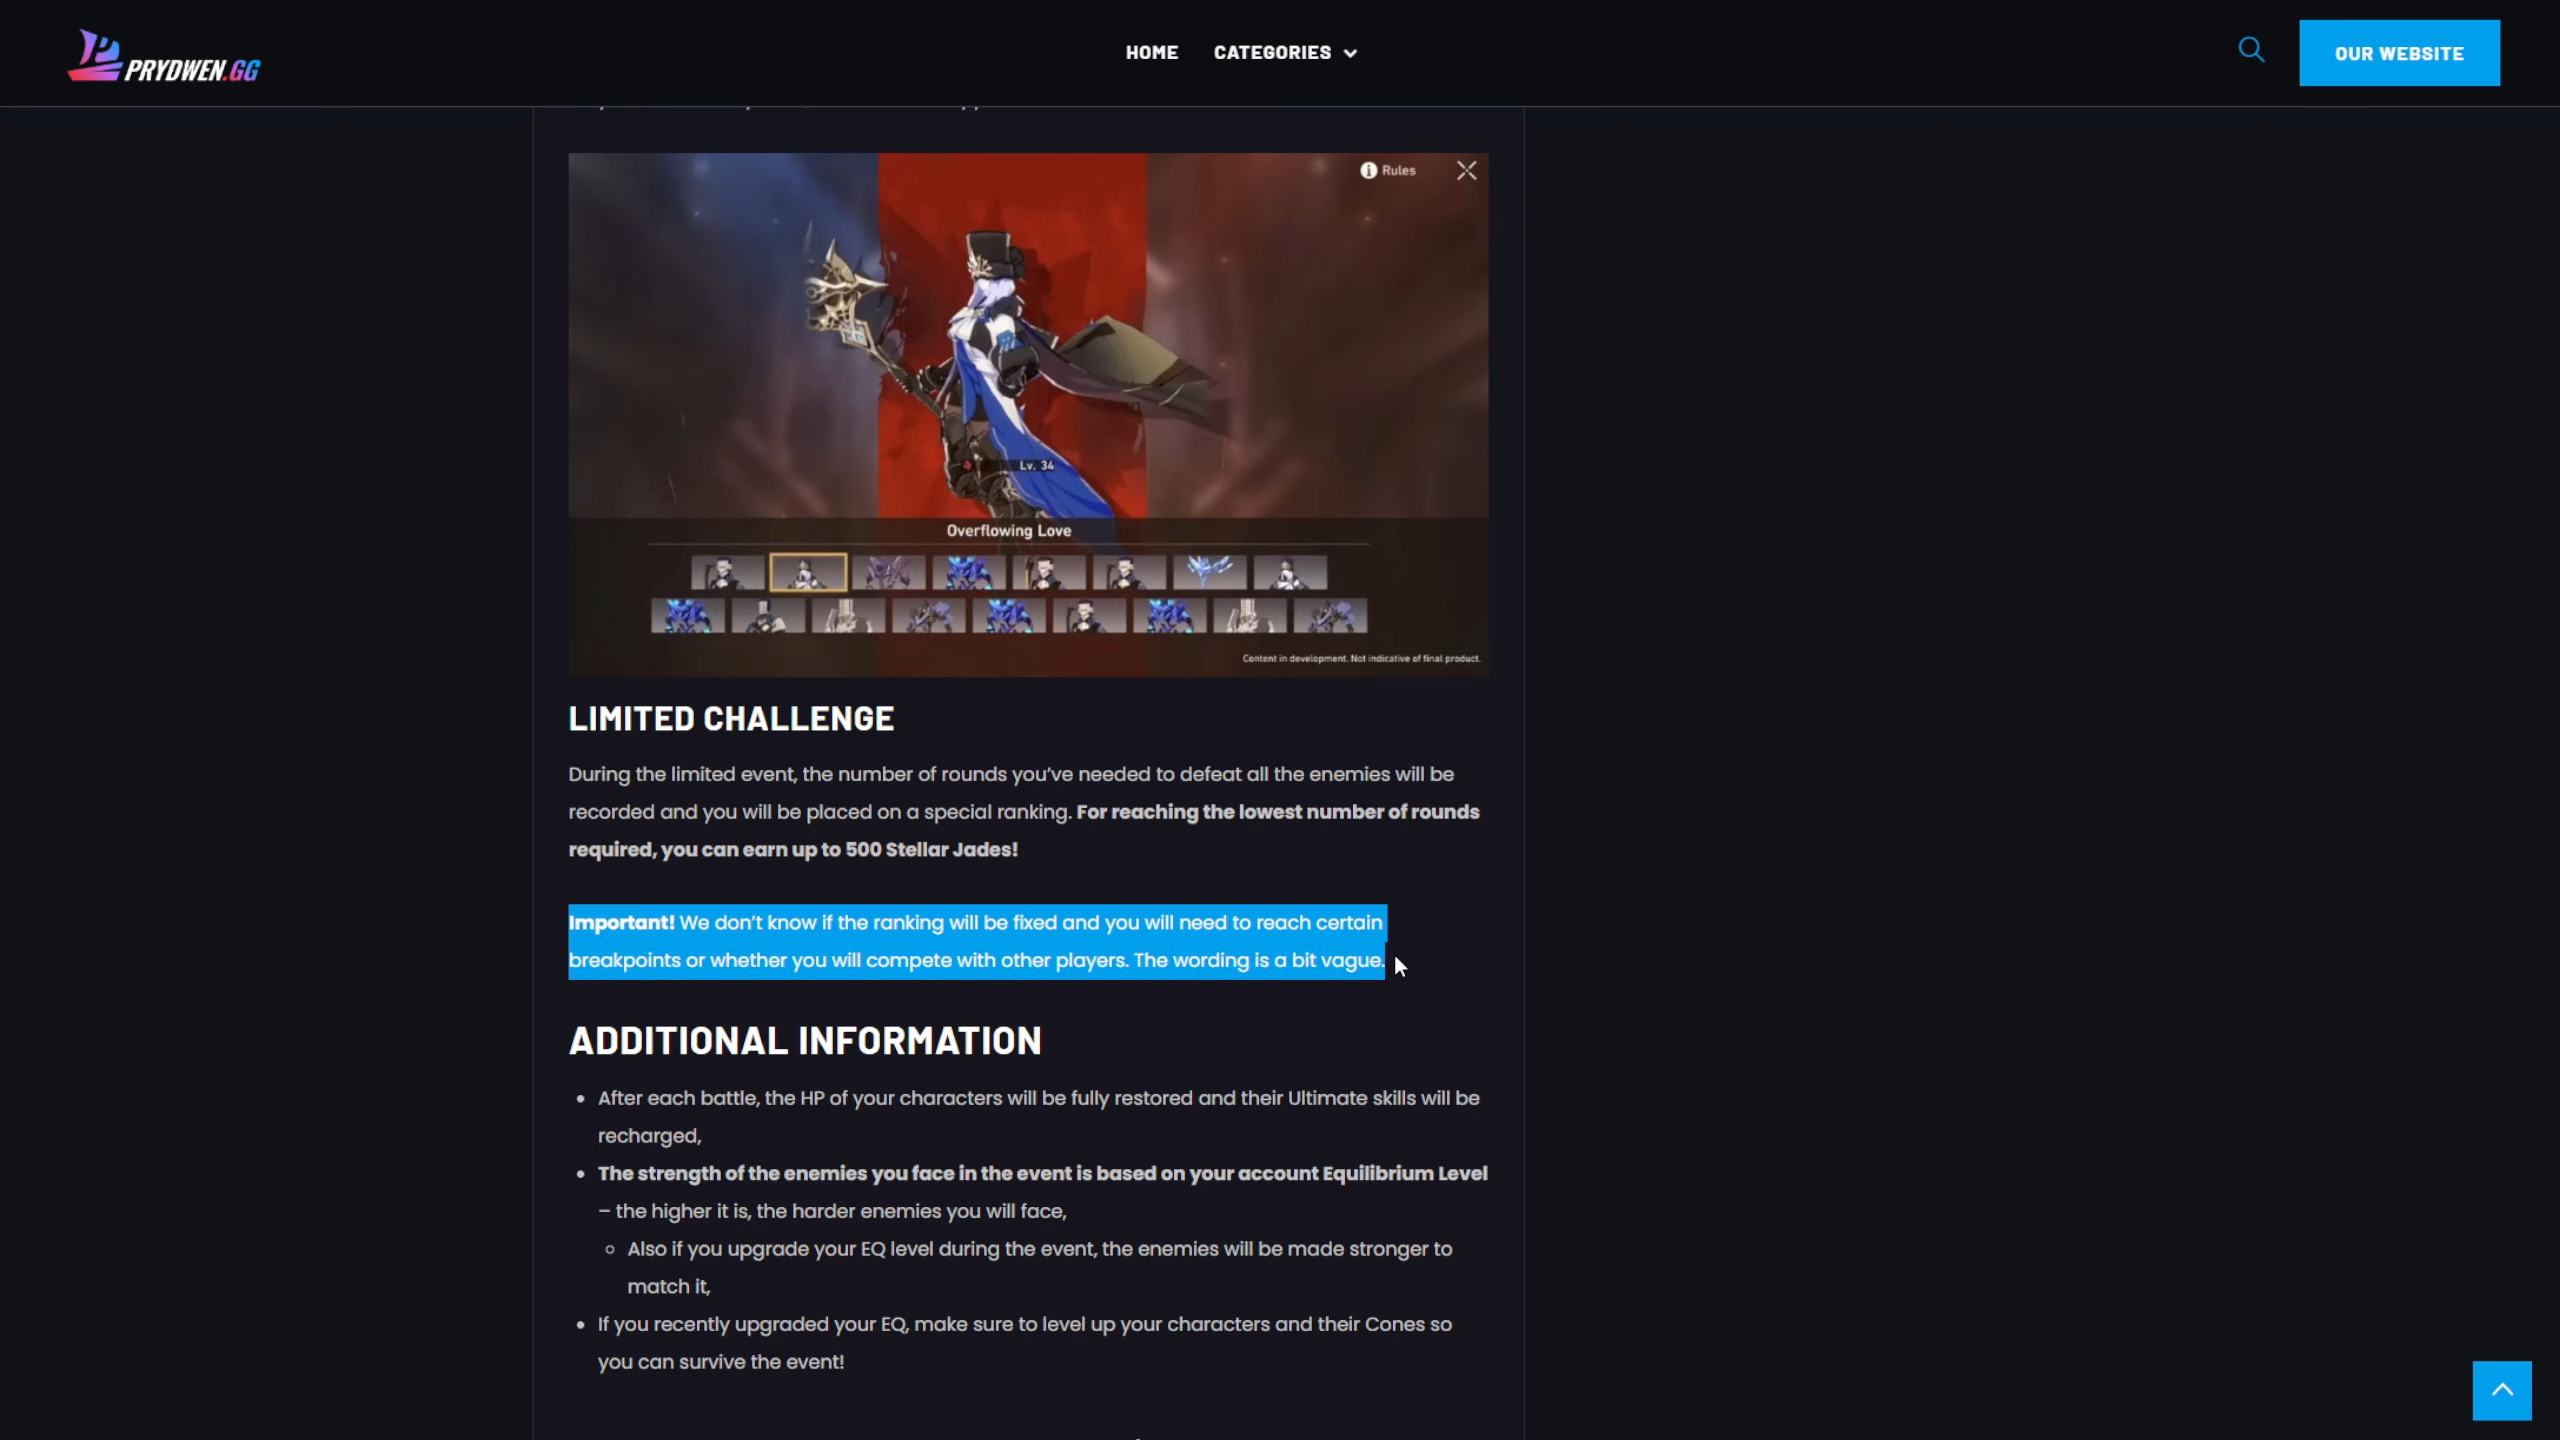 PRYDWEN.GG
HOME
CATEGORIES
OUR WEBSITE
Rules
Lv. 34
Overflowing Love
Content in development. Not indicative of final product.
LIMITED CHALLENGE
During the limited event, the number of rounds you've needed to defeat all the enemies will be
recorded and you will be placed on a special ranking. For reaching the lowest number of rounds
required, you can earn up to 500 Stellar Jades!
Important! We don't know if the ranking will be fixed and you will need to reach certain
breakpoints or whether you will compete with other players. The wording is a bit vague.
ADDITIONAL INFORMATION
• After each battle, the HP of your characters will be fully restored and their Ultimate skills will be
recharged,
• The strength of the enemies you face in the event is based on your account Equilibrium Level
– the higher it is, the harder enemies you will face,
○ Also if you upgrade your EQ level during the event, the enemies will be made stronger to
match it,
• If you recently upgraded your EQ, make sure to level up your characters and their Cones so
you can survive the event!